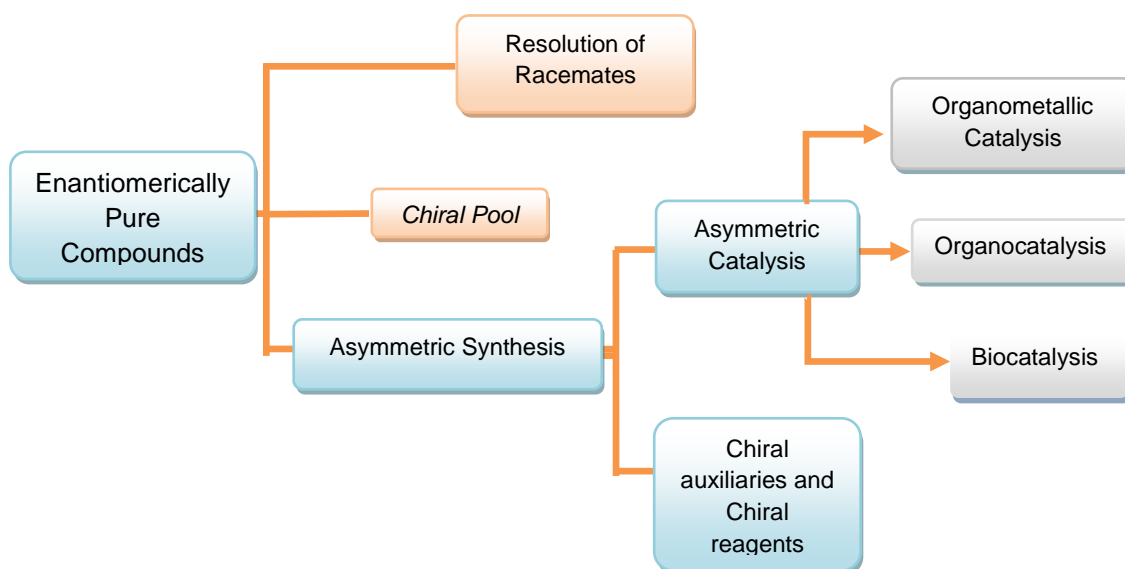 Resolution of
Racemates
Organometallic
Catalysis
Enantiomerically
Pure
Compounds
Chiral Pool
Asymmetric
Catalysis
Organocatalysis
Asymmetric Synthesis
Biocatalysis
Chiral
auxiliaries and
Chiral
reagents